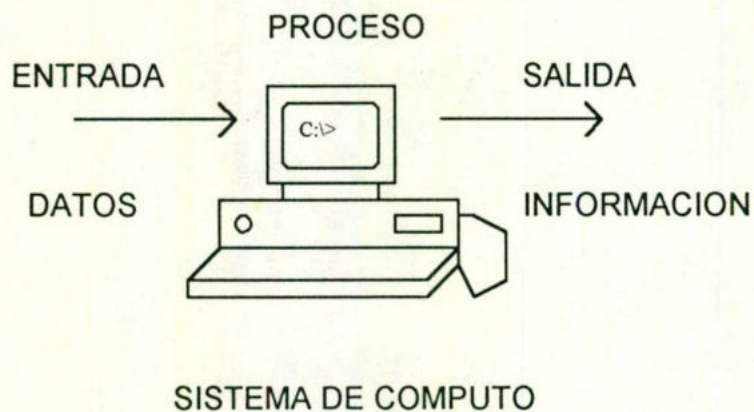 PROCESO
ENTRADA
SALIDA
C:\>
DATOS
INFORMACION
SISTEMA DE COMPUTO